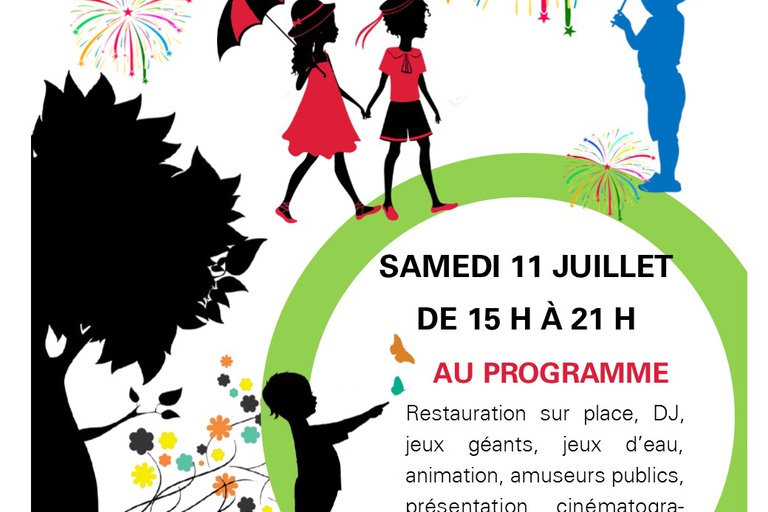 SAMEDI 11 JUILLET
DE 15 H À 21 H
AU PROGRAMME
Restauration sur place, DJ,
jeux géants, jeux d'eau,
animation, amuseurs publics,
présentation cinématogra-